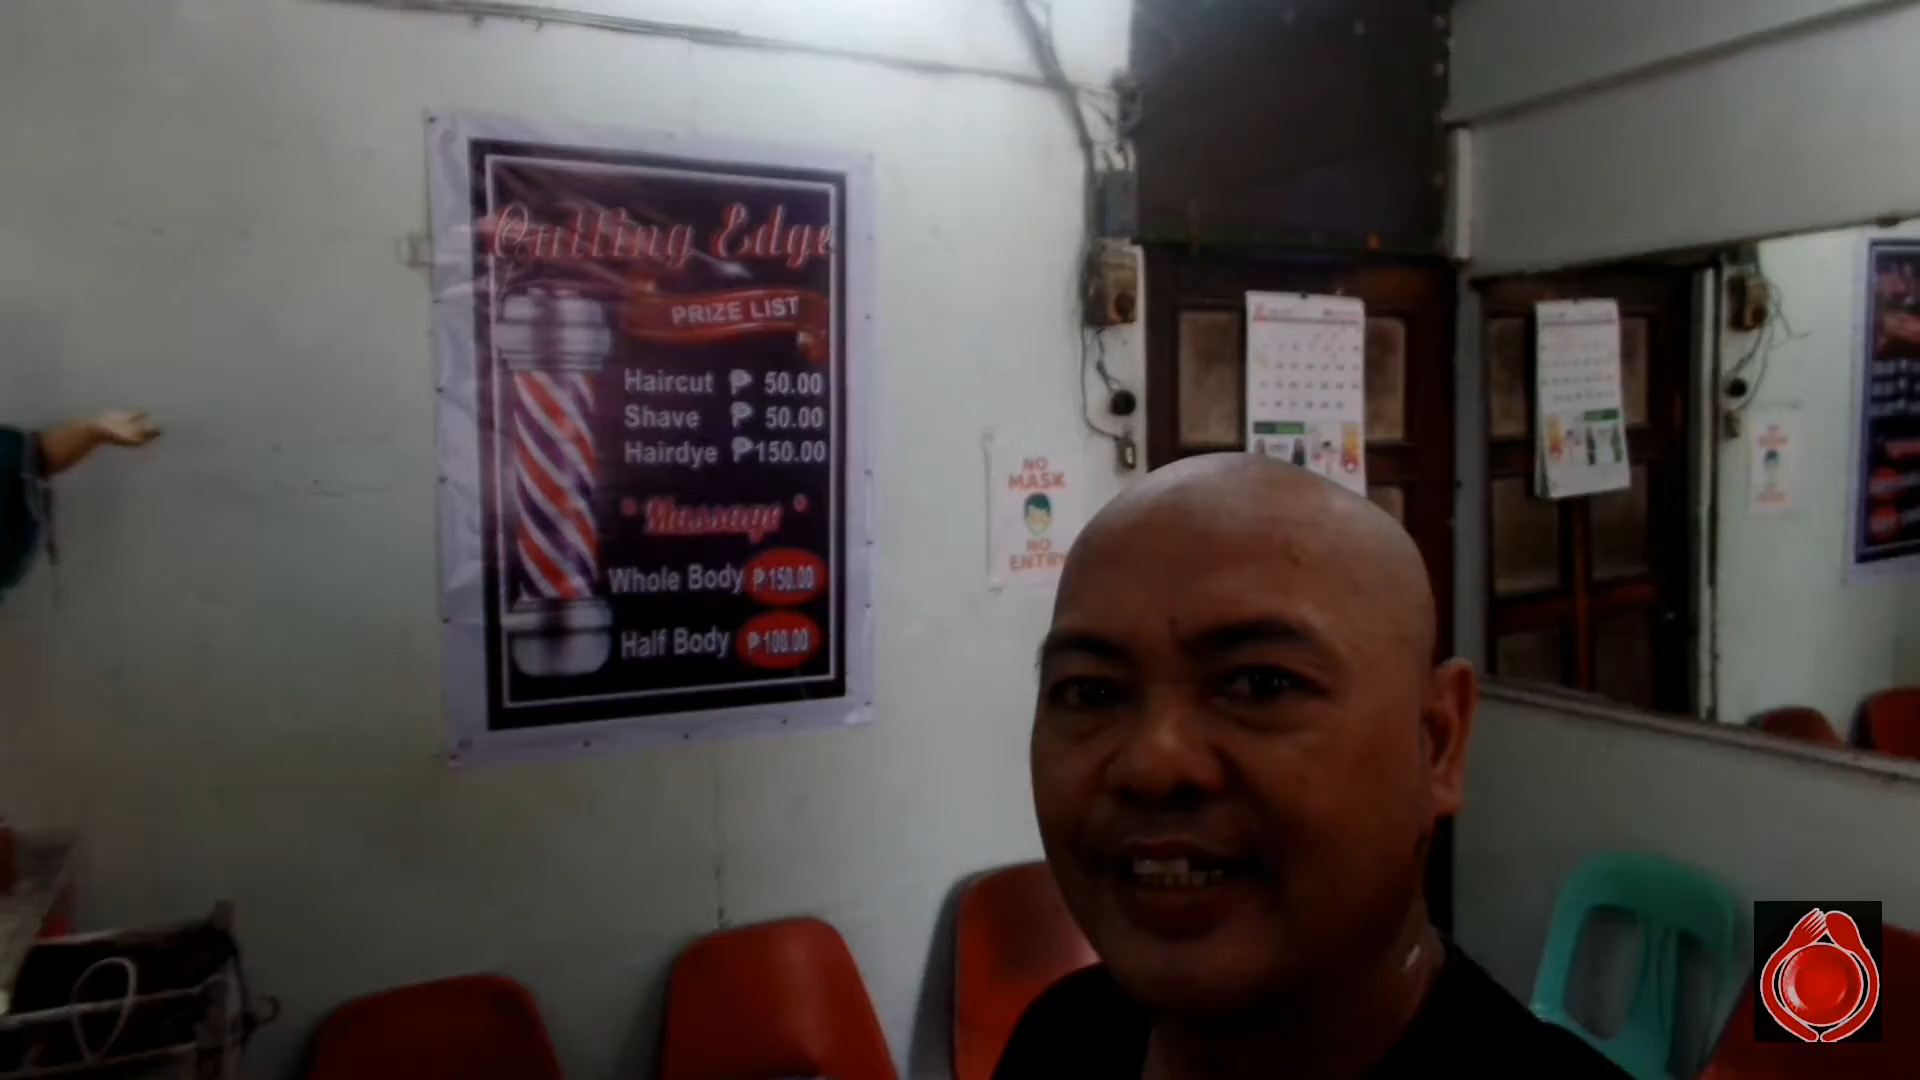 Cutting Edge
PRIZE LIST
Haircut ₱ 50.00
Shave ₱ 50.00
Hairdye ₱150.00
* Massage *
Whole Body ₱150.00
Half Body ₱100.00
NO
MASK
NO
ENTRY